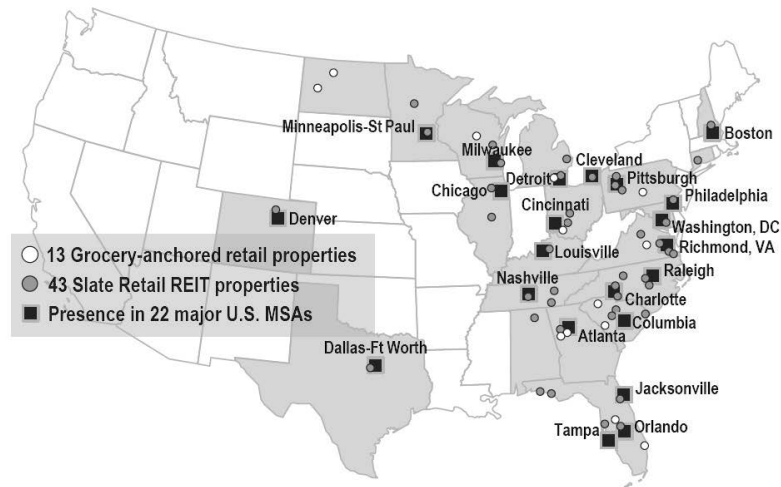 Minneapolis-St Paul
Milwaukee
Boston
Cleveland
Detroit
Pittsburgh
Chicago
Philadelphia
Cincinnati
Denver
Washington, DC
13 Grocery-anchored retail properties
Louisville
Richmond, VA
43 Slate Retail REIT properties
Nashville
Raleigh
Charlotte
Presence in 22 major U.S. MSAs
Columbia
Atlanta
Dallas-Ft Worth
Jacksonville
Tampa
Orlando